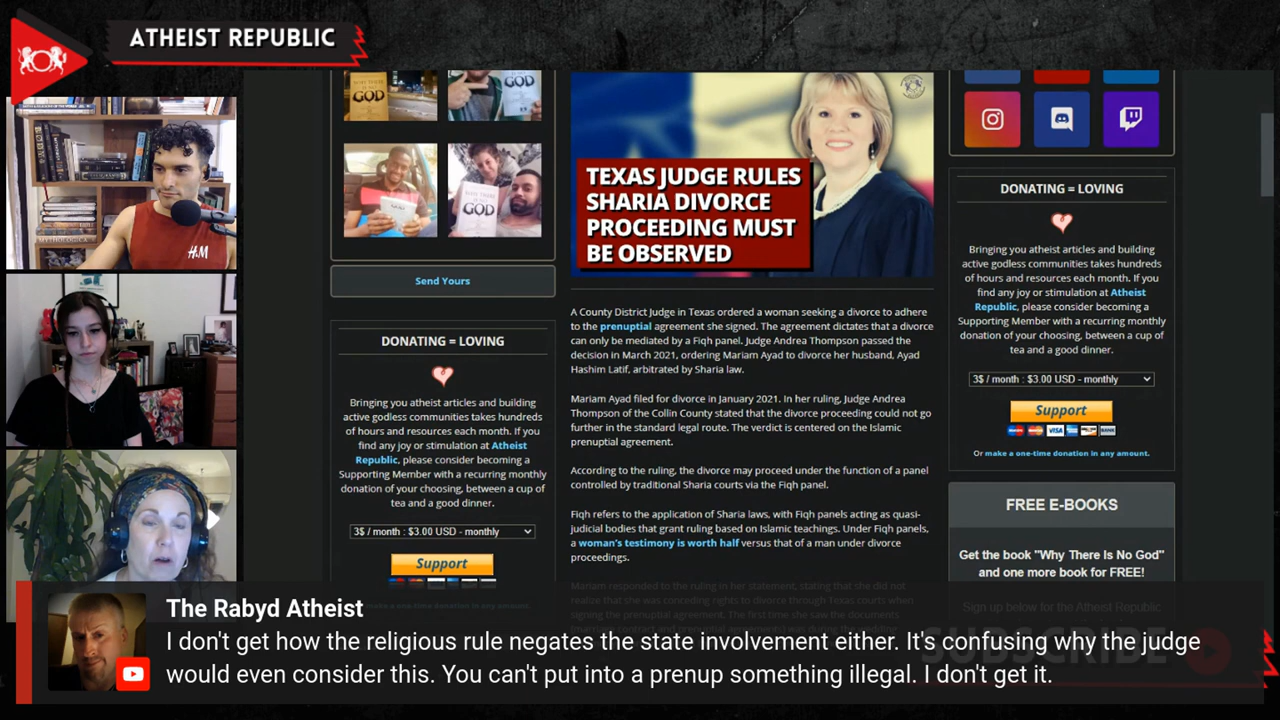 ATHEIST REPUBLIC
GOD
GOD
GOD
GOD
Send Yours
DONATING = LOVING
Bringing you atheist articles and building
active godless communities takes hundreds
of hours and resources each month. If you
find any joy or stimulation at Atheist
Republic, please consider becoming a
Supporting Member with a recurring monthly
donation of your choosing, between a cup of
tea and a good dinner.
3$ / month : $3.00 USD - monthly
Support
make a one-time donation in any amount.
TEXAS JUDGE RULES
SHARIA DIVORCE
PROCEEDING MUST
BE OBSERVED
A County District Judge in Texas ordered a woman seeking a divorce to adhere
to the prenuptial agreement she signed. The agreement dictates that a divorce
can only be mediated by a Fiqh panel. Judge Andrea Thompson passed the
decision in March 2021, ordering Mariam Ayad to divorce her husband, Ayad
Hashim Latif, arbitrated by Sharia law.
Mariam Ayad filed for divorce in January 2021. In her ruling, Judge Andrea
Thompson of the Collin County stated that the divorce proceeding could not go
further in the standard legal route. The verdict is centered on the Islamic
prenuptial agreement.
According to the ruling, the divorce may proceed under the function of a panel
controlled by traditional Sharia courts via the Fiqh panel.
Fiqh refers to the application of Sharia laws, with Fiqh panels acting as quasi-
judicial bodies that grant ruling based on Islamic teachings. Under Fiqh panels,
a woman's testimony is worth half versus that of a man under divorce
proceedings.
Mariam responded to the ruling in her statement, stating that she did not
realize that she was conceding rights to divorce through Texas courts when
signing the prenuptial agreement. The first time she saw the documents
DONATING = LOVING
Bringing you atheist articles and building
active godless communities takes hundreds
of hours and resources each month. If you
find any joy or stimulation at Atheist
Republic, please consider becoming a
Supporting Member with a recurring monthly
donation of your choosing, between a cup of
tea and a good dinner.
3$ / month : $3.00 USD - monthly
Support
VISA
BANK
Or make a one-time donation in any amount.
FREE E-BOOKS
Get the book "Why There Is No God"
and one more book for FREE!
Sign up below for the Atheist Republic
SUBSCRIBE
H&M
MYTHOLOGICA
The Rabyd Atheist
I don't get how the religious rule negates the state involvement either. It's confusing why the judge
would even consider this. You can't put into a prenup something illegal. I don't get it.